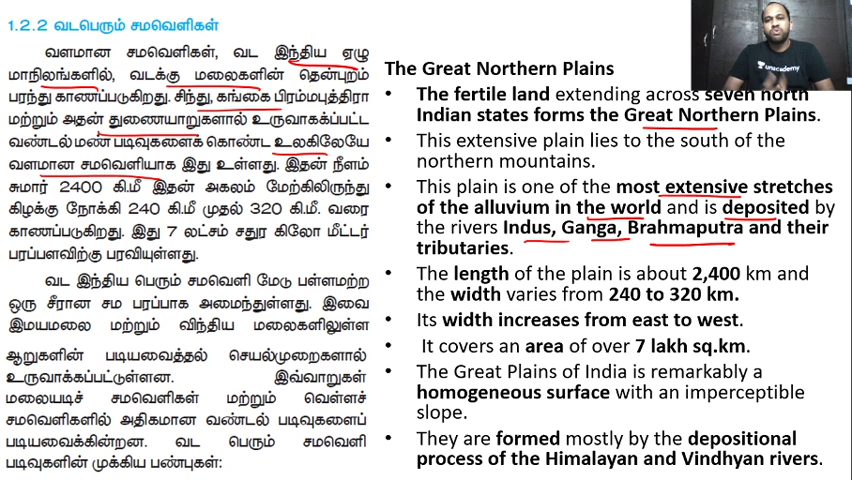 1.2.2 வடபெரும் சமவெளிகள்
வளமான சமவெளிகள், வட இந்திய ஏழு
மாநிலங்களில், வடக்கு மலைகளின் தென்புறம்
பரந்து காணப்படுகிறது. சிந்து, கங்கை பிரம்மபுத்திரா
மற்றும் அதன் துணையாறுகளால் உருவாக்கப்பட்ட
வண்டல் மண் படிவுகளைக் கொண்ட உலகிலேயே
வளமான சமவெளியாக இது உள்ளது. இதன் நீளம்
சுமார் 2400 கி.மீ இதன் அகலம் மேற்கிலிருந்து
கிழக்கு நோக்கி 240 கி.மீ முதல் 320 கி.மீ. வரை
காணப்படுகிறது. இது 7 லட்சம் சதுர கிலோ மீட்டர்
பரப்பளவிற்கு பரவியுள்ளது.
வட இந்திய பெரும் சமவெளி மேடு பள்ளமற்ற
ஒரு சீரான சம பரப்பாக அமைந்துள்ளது. இவை
இமயமலை மற்றும் விந்திய மலைகளிலுள்ள
ஆறுகளின் படியவைத்தல் செயல்முறைகளால்
உருவாக்கப்பட்டுள்ளன. இவ்வாறுகள்
மலையடிச் சமவெளிகள் மற்றும் வெள்ளச்
சமவெளிகளில் அதிகமான வண்டல் படிவுகளைப்
படியவைக்கின்றன. வட பெரும் சமவெளி
படிவுகளின் முக்கிய பண்புகள்:
The Great Northern Plains
• The fertile land extending across seven north
Indian states forms the Great Northern Plains.
• This extensive plain lies to the south of the
northern mountains.
• This plain is one of the most extensive stretches
of the alluvium in the world and is deposited by
the rivers Indus, Ganga, Brahmaputra and their
tributaries.
• The length of the plain is about 2,400 km and
the width varies from 240 to 320 km.
• Its width increases from east to west.
• It covers an area of over 7 lakh sq.km.
• The Great Plains of India is remarkably a
homogeneous surface with an imperceptible
slope.
• They are formed mostly by the depositional
process of the Himalayan and Vindhyan rivers.
unacademy